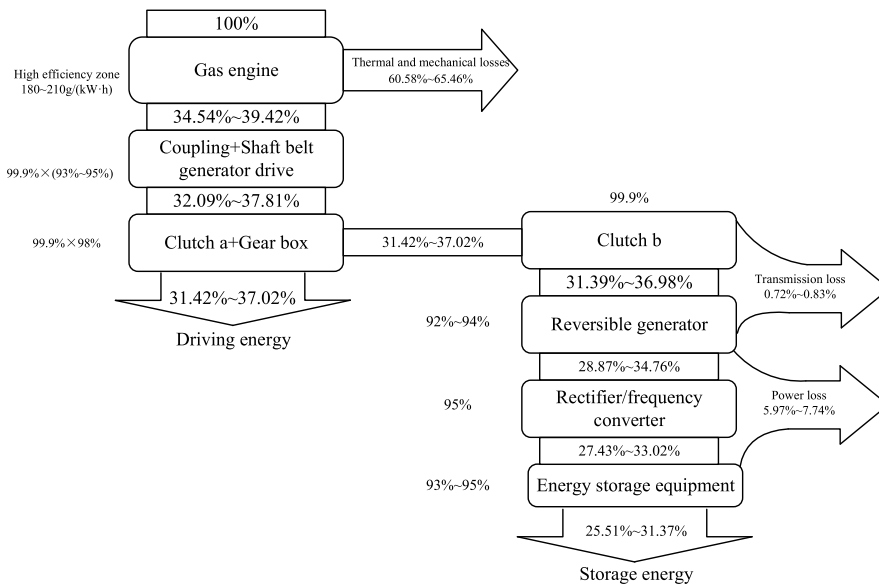 100%
Gas engine
Thermal and mechanical losses
60.58%~65.46%
High efficiency zone
180~210g/(kW·h)
34.54%~39.42%
Coupling+Shaft belt
generator drive
99.9%×(93%~95%)
32.09%~37.81%
99.9%
99.9%×98%
Clutch a+Gear box
31.42%~37.02%
Clutch b
31.42%~37.02%
Driving energy
31.39%~36.98%
Transmission loss
0.72%~0.83%
92%~94%
Reversible generator
28.87%~34.76%
95%
Rectifier/frequency
converter
Power loss
5.97%~7.74%
27.43%~33.02%
93%~95%
Energy storage equipment
25.51%~31.37%
Storage energy